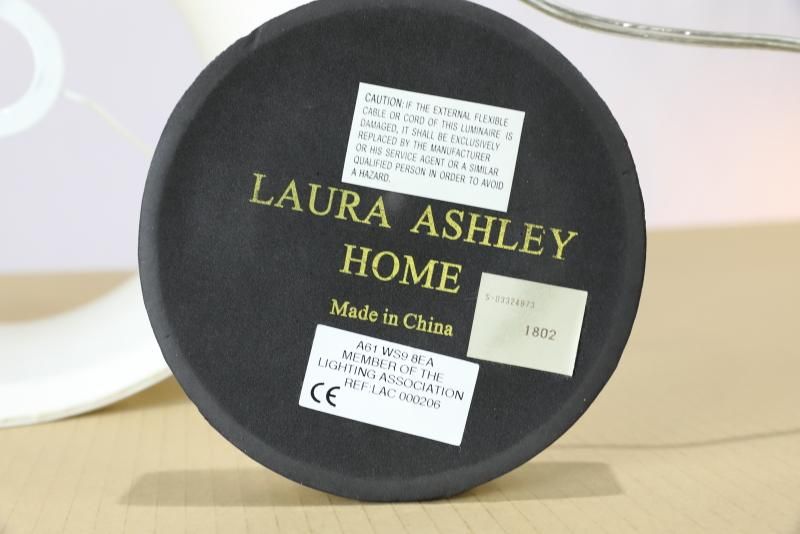 CAUTION: IF THE EXTERNAL FLEXIBLE
CABLE OR CORD OF THIS LUMINAIRE IS
DAMAGED, IT SHALL BE EXCLUSIVELY
REPLACED BY THE MANUFACTURER
OR HIS SERVICE AGENT OR A SIMILAR
QUALIFIED PERSON IN ORDER TO AVOID
A HAZARD.
LAURA ASHLEY
HOME
Made in China
S-03324973
1802
A61 WS9 8EA
MEMBER OF THE
LIGHTING ASSOCIATION
REF:LAC 000206
CE